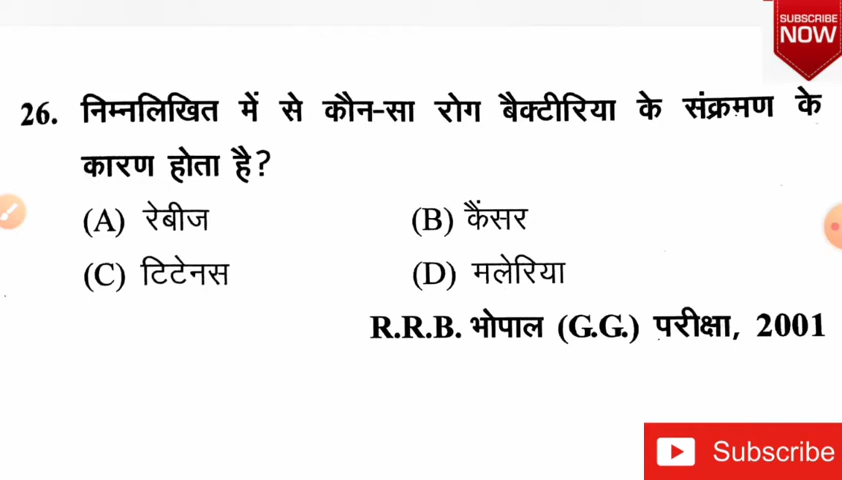 SUBSCRIBE
NOW
26. निम्नलिखित में से कौन-सा रोग बैक्टीरिया के संक्रमण के
कारण होता है?
(A) रेबीज (B) कैंसर
(C) टिटेनस (D) मलेरिया
R.R.B. भोपाल (G.G.) परीक्षा, 2001
Subscribe